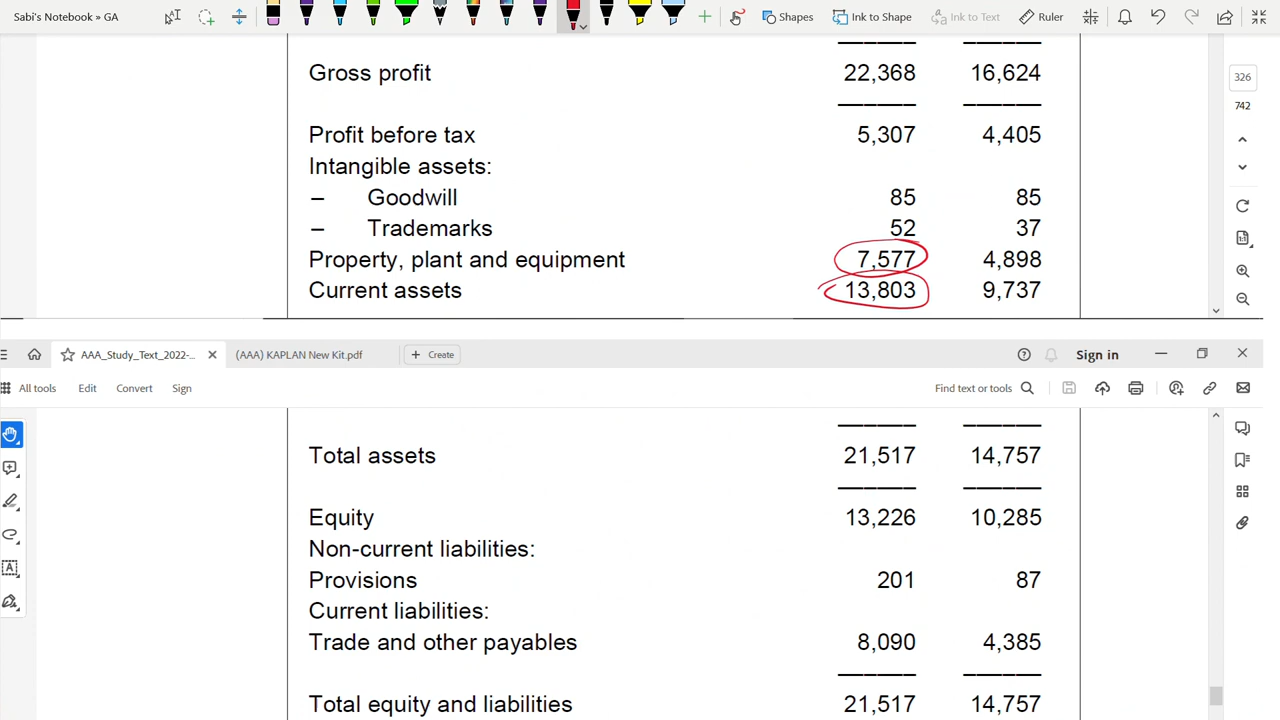 Sabi's Notebook » GA
Shapes
Ink to Shape
Ink to Text
Ruler
Gross profit 22,368 16,624
326
742
Profit before tax 5,307 4,405
Intangible assets:
– Goodwill 85 85
– Trademarks 52 37
Property, plant and equipment 7,577 4,898
Current assets 13,803 9,737
AAA_Study_Text_2022-...
(AAA) KAPLAN New Kit.pdf
Create
Sign in
All tools
Edit
Convert
Sign
Find text or tools
Total assets 21,517 14,757
Equity 13,226 10,285
Non-current liabilities:
Provisions 201 87
Current liabilities:
Trade and other payables 8,090 4,385
Total equity and liabilities 21,517 14,757